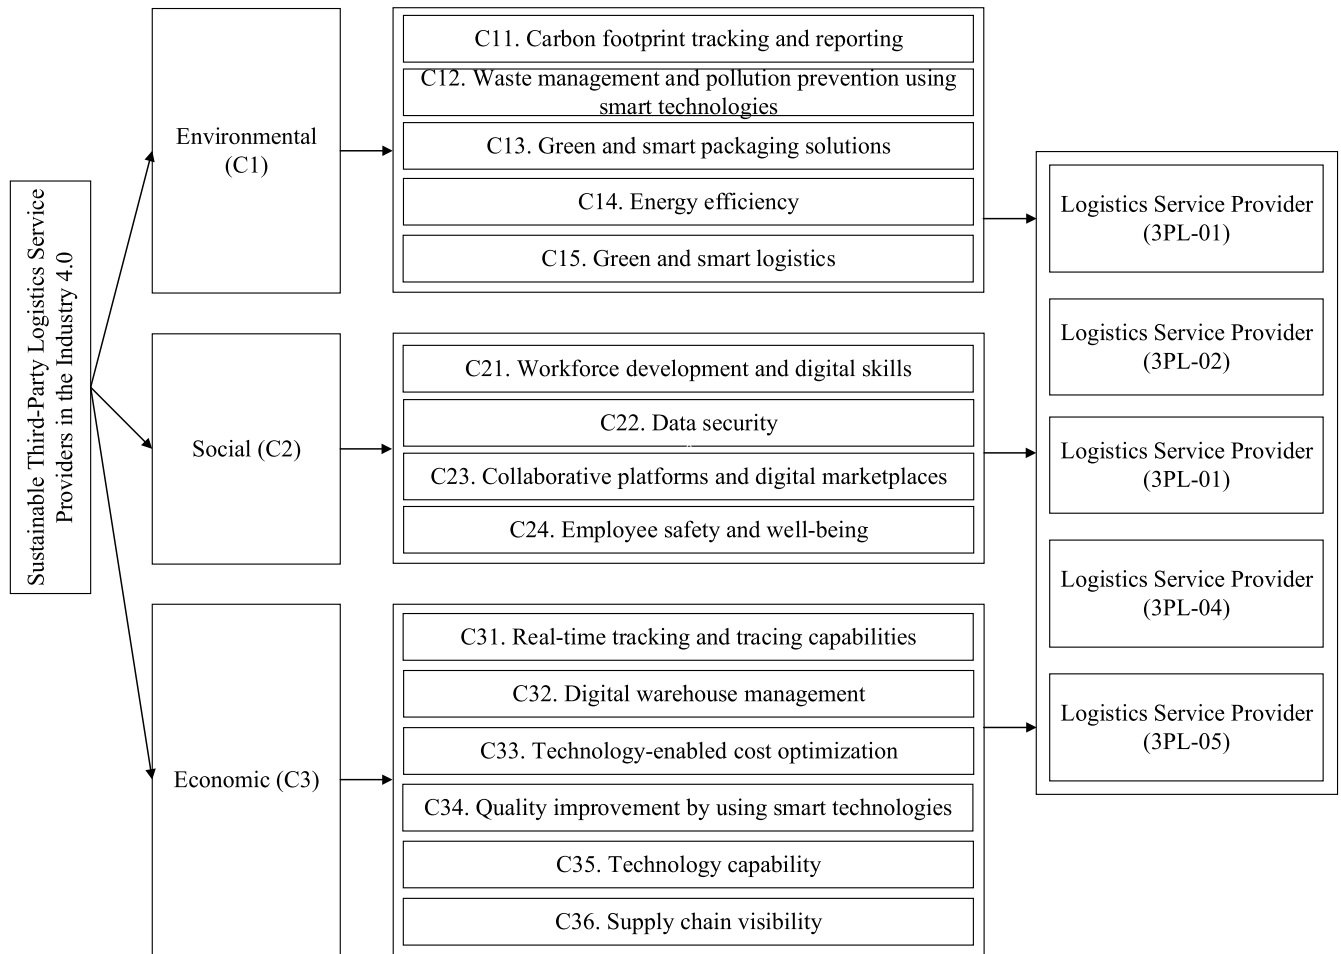 Sustainable Third-Party Logistics Service
Providers in the Industry 4.0
Environmental
(C1)
C11. Carbon footprint tracking and reporting
C12. Waste management and pollution prevention using
smart technologies
C13. Green and smart packaging solutions
C14. Energy efficiency
C15. Green and smart logistics
Social (C2)
C21. Workforce development and digital skills
C22. Data security
C23. Collaborative platforms and digital marketplaces
C24. Employee safety and well-being
Economic (C3)
C31. Real-time tracking and tracing capabilities
C32. Digital warehouse management
C33. Technology-enabled cost optimization
C34. Quality improvement by using smart technologies
C35. Technology capability
C36. Supply chain visibility
Logistics Service Provider
(3PL-01)
Logistics Service Provider
(3PL-02)
Logistics Service Provider
(3PL-01)
Logistics Service Provider
(3PL-04)
Logistics Service Provider
(3PL-05)